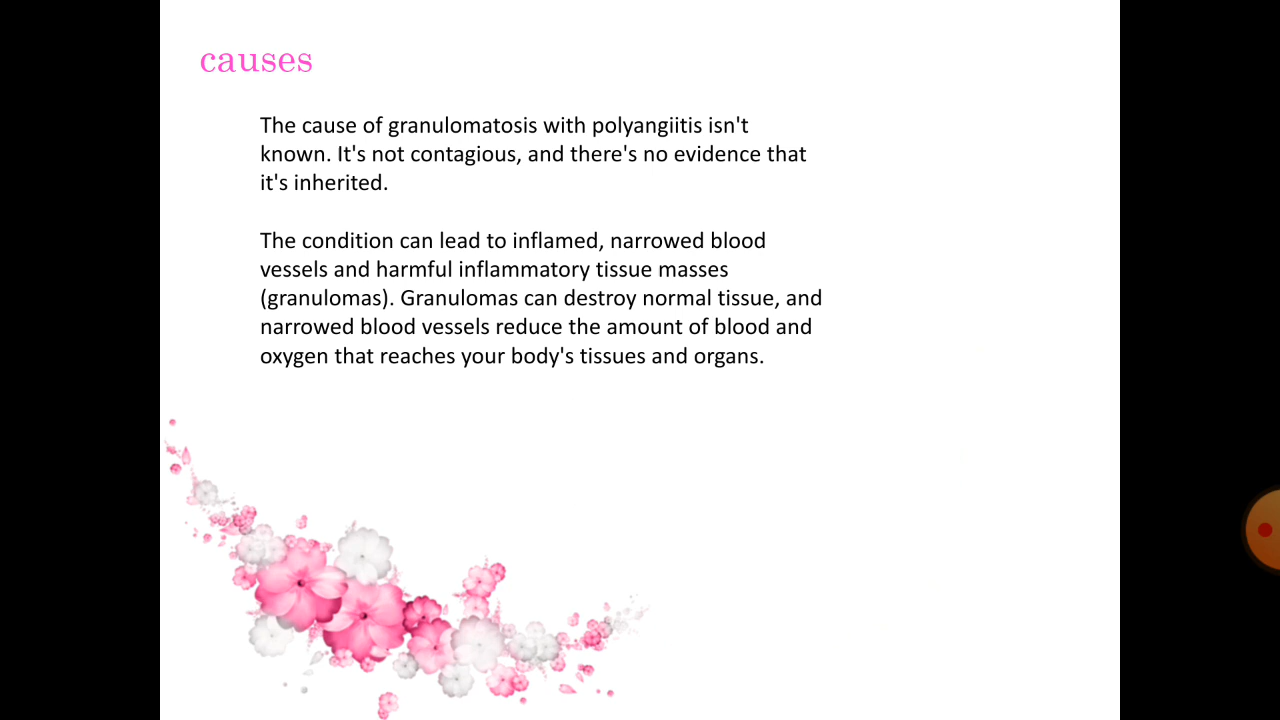 causes
The cause of granulomatosis with polyangiitis isn't
known. It's not contagious, and there's no evidence that
it's inherited.
The condition can lead to inflamed, narrowed blood
vessels and harmful inflammatory tissue masses
(granulomas). Granulomas can destroy normal tissue, and
narrowed blood vessels reduce the amount of blood and
oxygen that reaches your body's tissues and organs.